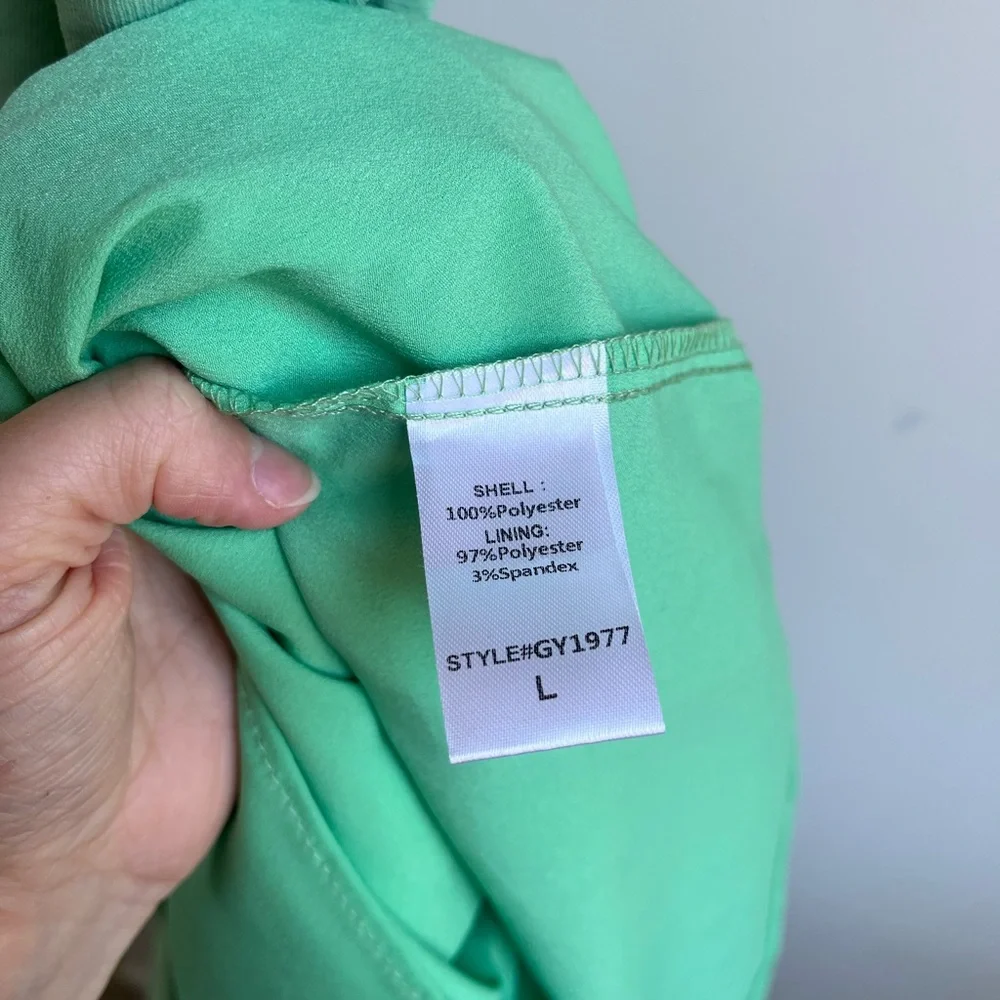 SHELL :
100%Polyester
LINING:
97%Polyester
3%Spandex
STYLE#GY1977
L